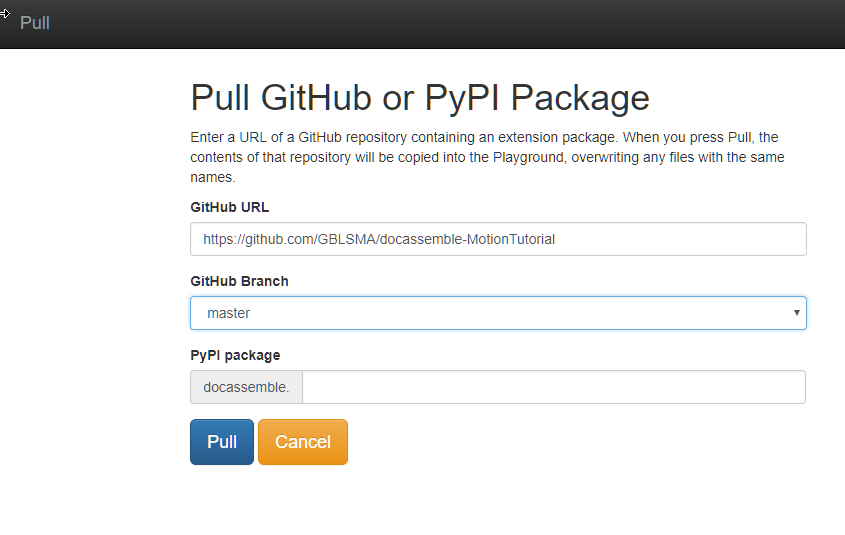 Pull
Pull GitHub or PyPI Package
Enter a URL of a GitHub repository containing an extension package. When you press Pull, the
contents of that repository will be copied into the Playground, overwriting any files with the same
names.
GitHub URL
https://github.com/GBLSMA/docassemble-MotionTutorial
GitHub Branch
master
PyPI package
docassemble.
Pull Cancel